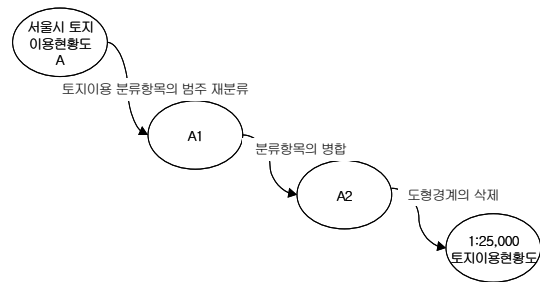 서울시 토지
이용현황도
A
토지이용 분류항목의 범주 재분류
A1
분류항목의 병합
A2
도형경계의 삭제
1:25,000
토지이용현황도